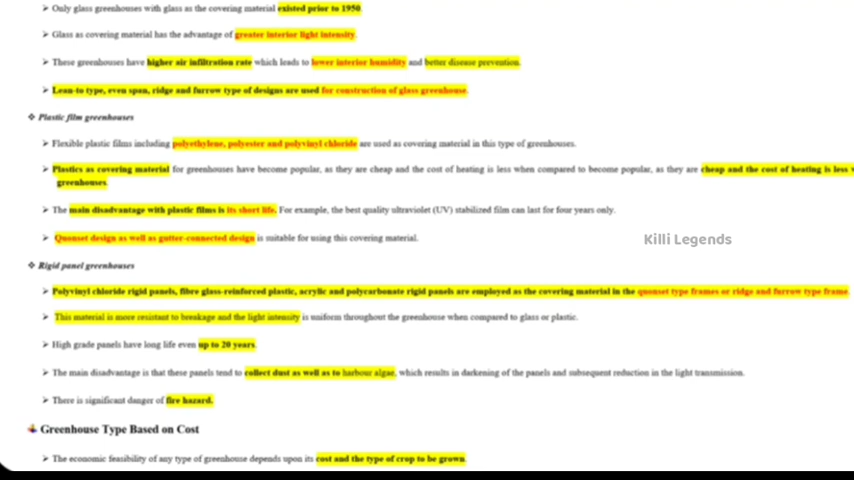 ➢ Only glass greenhouses with glass as the covering material existed prior to 1950.
➢ Glass as covering material has the advantage of greater interior light intensity.
➢ These greenhouses have higher air infiltration rate which leads to lower interior humidity and better disease prevention.
➢ Lean-to type, even span, ridge and furrow type of designs are used for construction of glass greenhouse.
❖ Plastic film greenhouses
➢ Flexible plastic films including polyethylene, polyester and polyvinyl chloride are used as covering material in this type of greenhouses.
➢ Plastics as covering material for greenhouses have become popular, as they are cheap and the cost of heating is less when compared to become popular, as they are cheap and the cost of heating is less
greenhouses.
➢ The main disadvantage with plastic films is its short life. For example, the best quality ultraviolet (UV) stabilized film can last for four years only.
➢ Quonset design as well as gutter-connected design is suitable for using this covering material.
Killi Legends
❖ Rigid panel greenhouses
➢ Polyvinyl chloride rigid panels, fibre glass-reinforced plastic, acrylic and polycarbonate rigid panels are employed as the covering material in the quonset type frames or ridge and furrow type frame.
➢ This material is more resistant to breakage and the light intensity is uniform throughout the greenhouse when compared to glass or plastic.
➢ High grade panels have long life even up to 20 years.
➢ The main disadvantage is that these panels tend to collect dust as well as to harbour algae, which results in darkening of the panels and subsequent reduction in the light transmission.
➢ There is significant danger of fire hazard.
Greenhouse Type Based on Cost
➢ The economic feasibility of any type of greenhouse depends upon its cost and the type of crop to be grown.